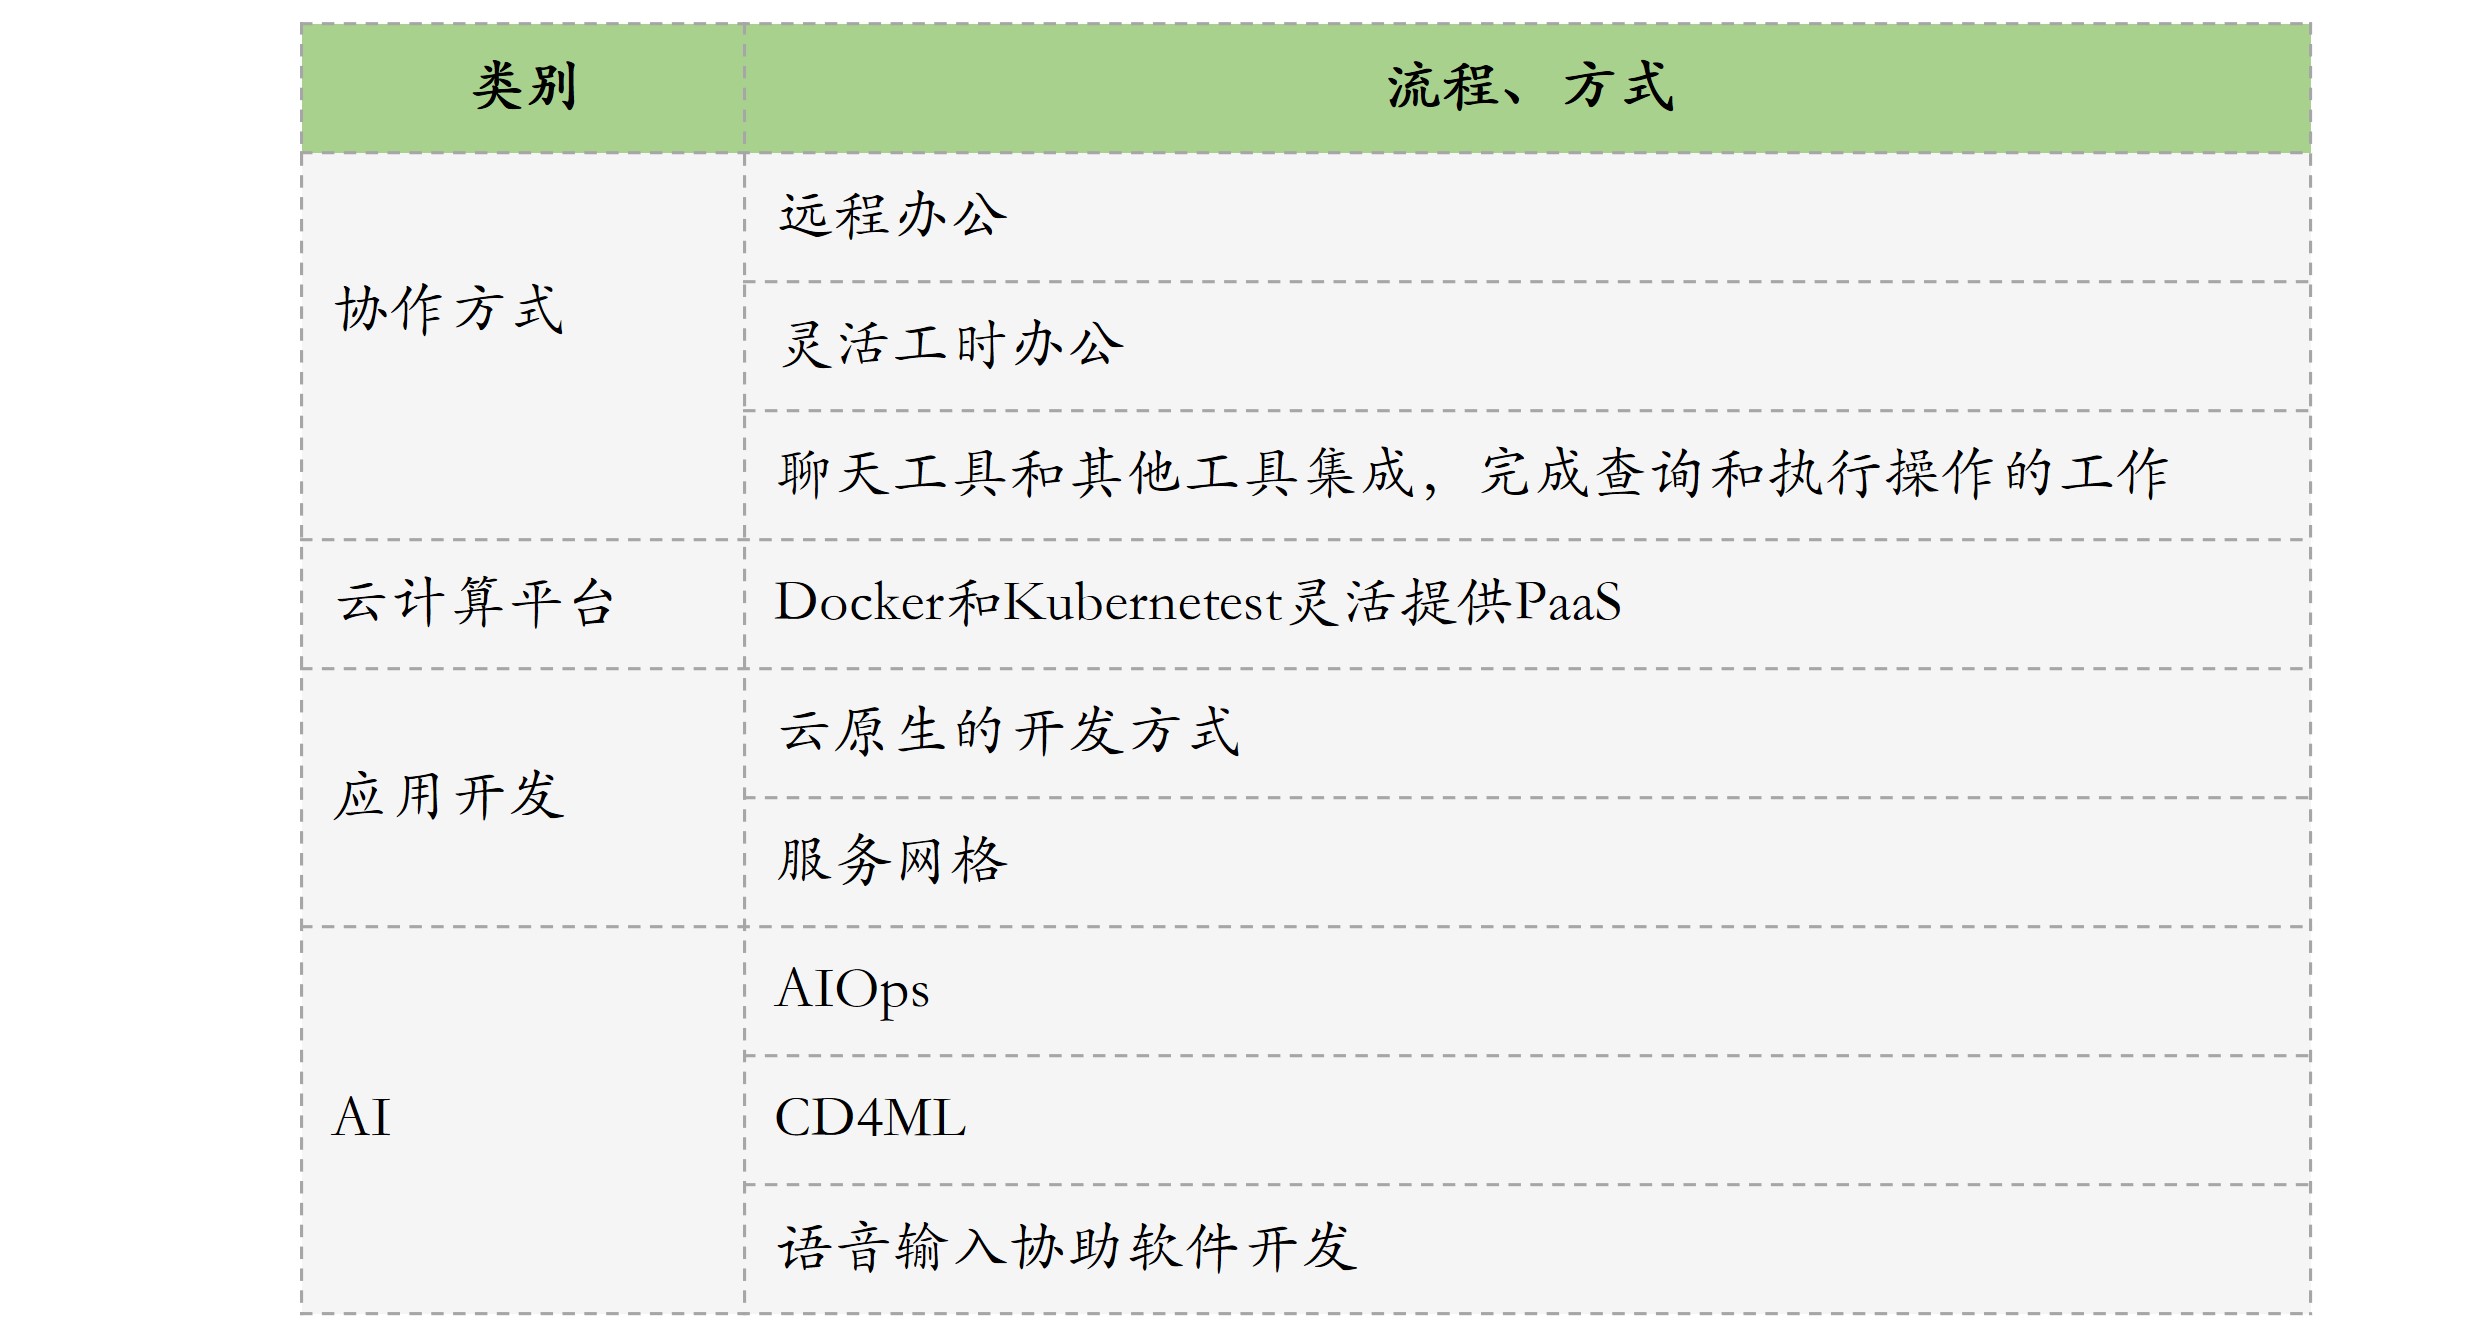 类别
流程、方式
协作方式
远程办公
灵活工时办公
聊天工具和其他工具集成，完成查询和执行操作的工作
云计算平台
Docker和Kubernetest灵活提供PaaS
应用开发
云原生的开发方式
服务网格
AI
AIOps
CD4ML
语音输入协助软件开发